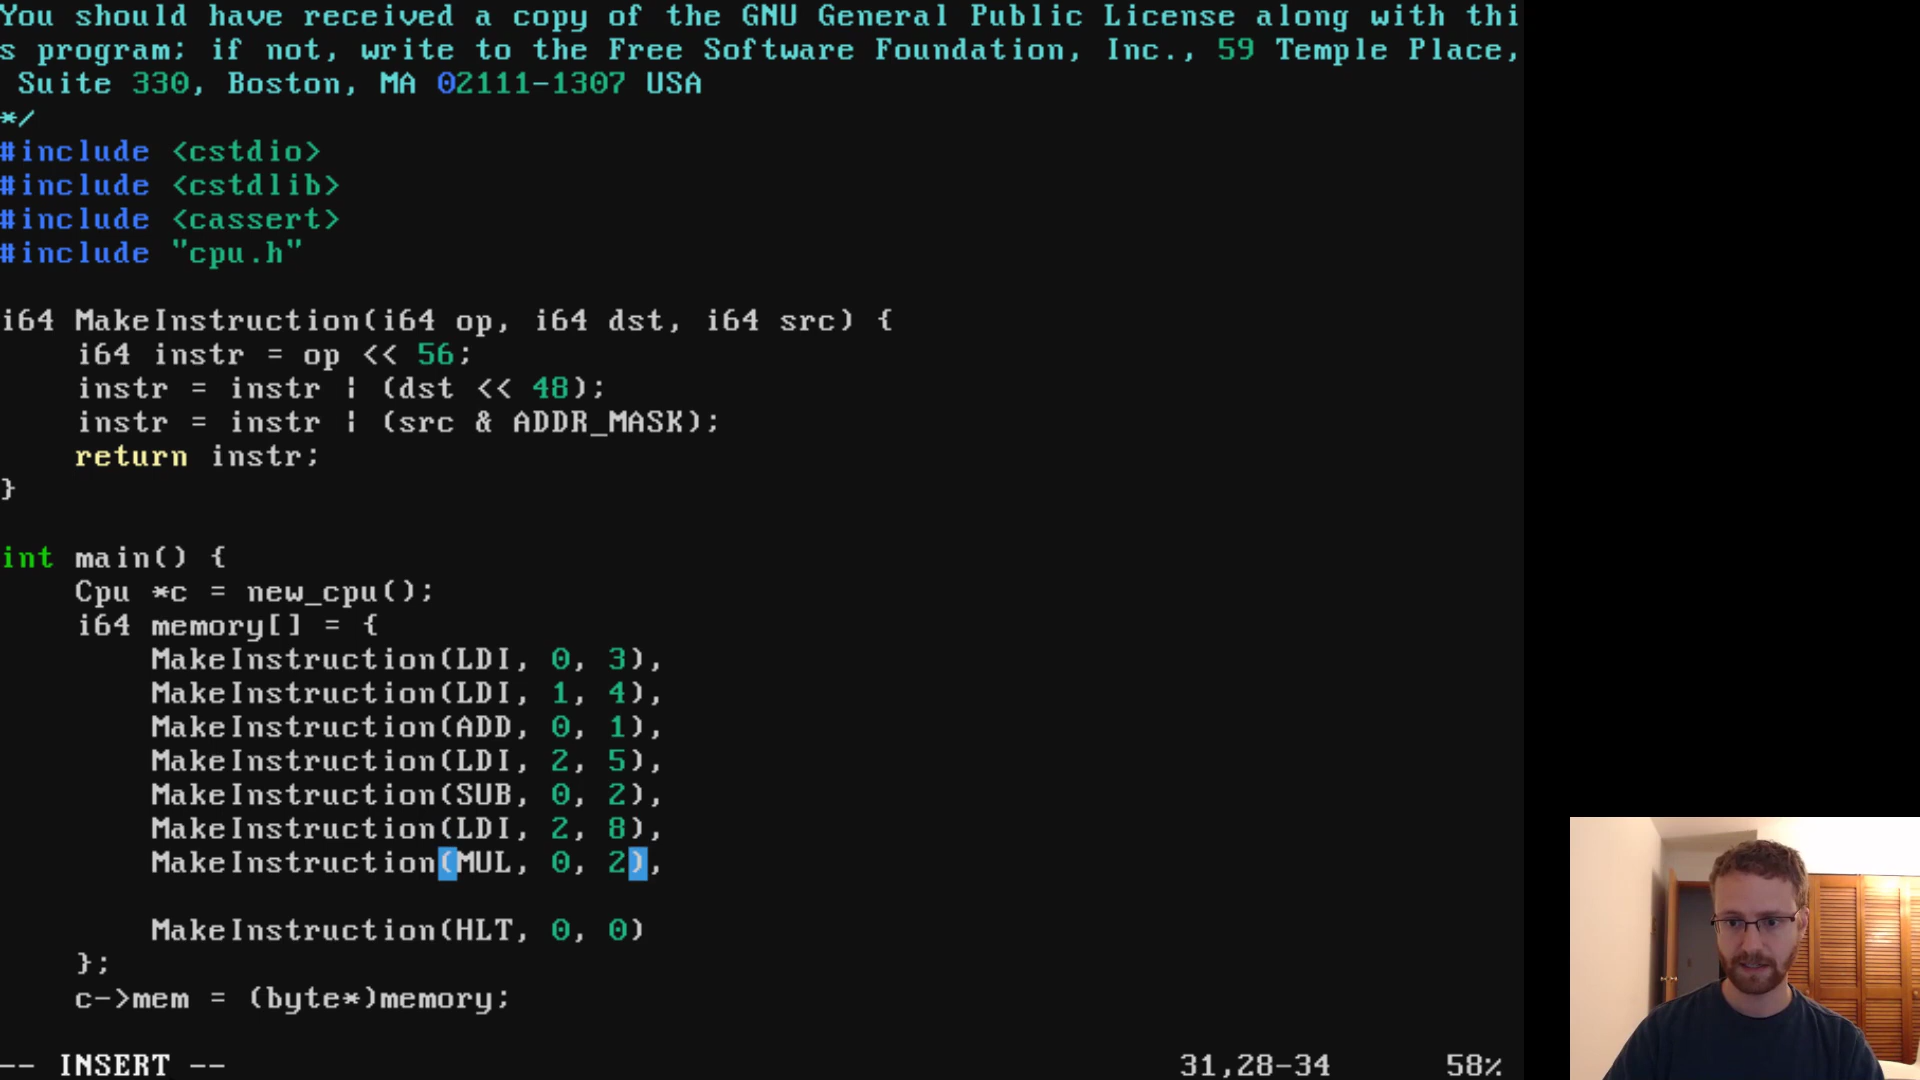 You should have received a copy of the GNU General Public License along with thi
s program; if not, write to the Free Software Foundation, Inc., 59 Temple Place,
 Suite 330, Boston, MA 02111-1307 USA
*/
#include <cstdio>
#include <cstdlib>
#include <cassert>
#include "cpu.h"

i64 MakeInstruction(i64 op, i64 dst, i64 src) {
    i64 instr = op << 56;
    instr = instr | (dst << 48);
    instr = instr | (src & ADDR_MASK);
    return instr;
}

int main() {
    Cpu *c = new_cpu();
    i64 memory[] = {
        MakeInstruction(LDI, 0, 3),
        MakeInstruction(LDI, 1, 4),
        MakeInstruction(ADD, 0, 1),
        MakeInstruction(LDI, 2, 5),
        MakeInstruction(SUB, 0, 2),
        MakeInstruction(LDI, 2, 8),
        MakeInstruction(MUL, 0, 2),

        MakeInstruction(HLT, 0, 0)
    };
    c->mem = (byte*)memory;
-- INSERT -- 31,28-34 58%